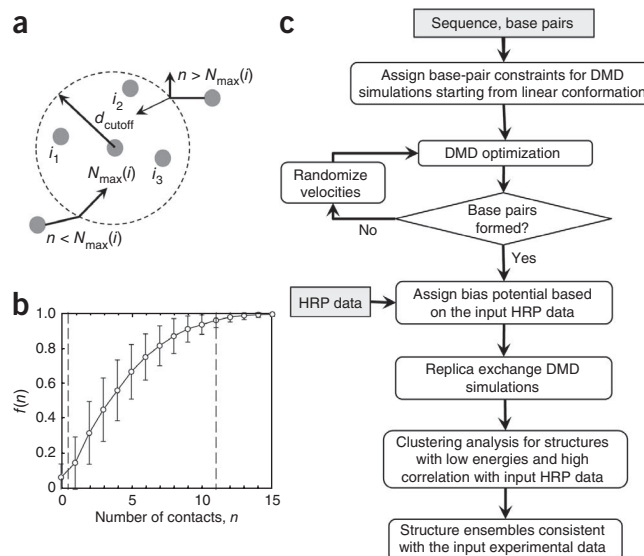 a
n > Nmax(i)
i2
dcutoff
i1
i3
Nmax(i)
n < Nmax(i)
b
1.0
0.8
0.6
0.4
0.2
0
f(n)
0
5
10
15
Number of contacts, n
c
Sequence, base pairs
Assign base-pair constraints for DMD
simulations starting from linear conformation
DMD optimization
Randomize
velocities
Base pairs
formed?
No
Yes
HRP data
Assign bias potential based
on the input HRP data
Replica exchange DMD
simulations
Clustering analysis for structures
with low energies and high
correlation with input HRP data
Structure ensembles consistent
with the input experimental data